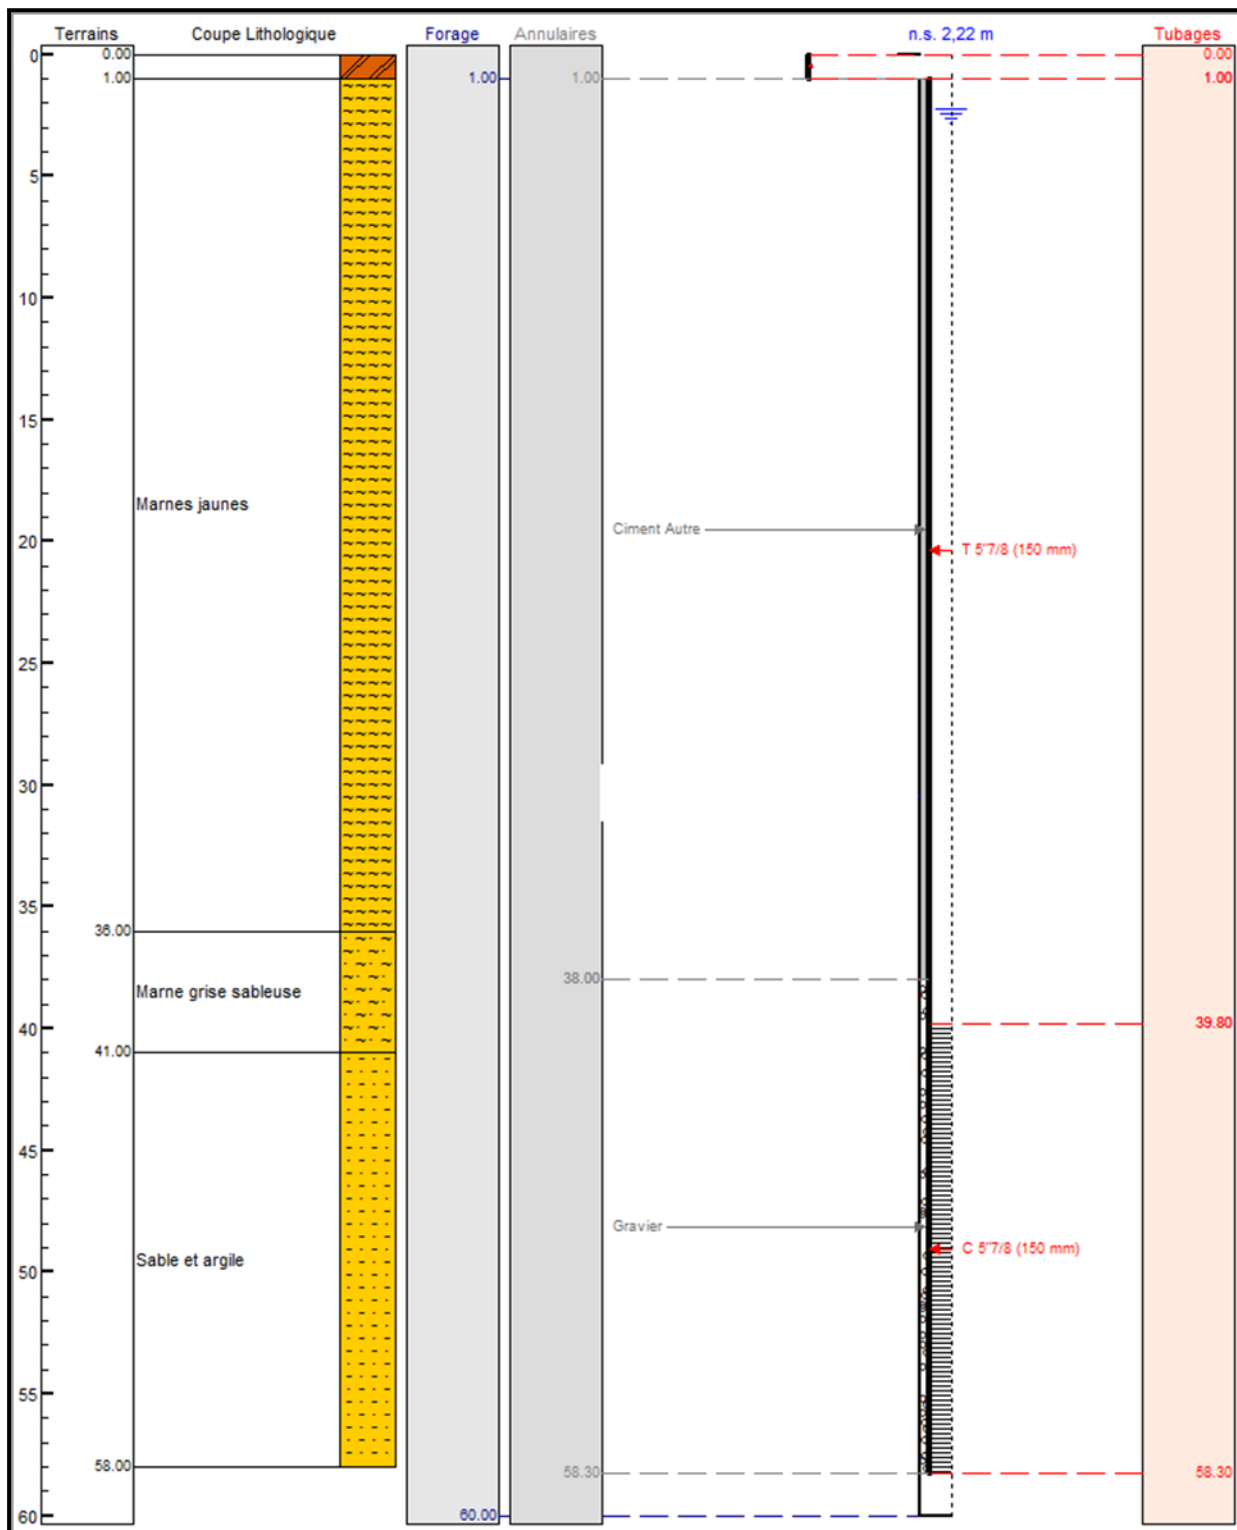 Terrains Coupe Lithologique Forage Annulaires n.s. 2,22 m Tubages
0 0.00 0.00
1.00 1.00 1.00 1.00
5
10
15
Marnes jaunes
Ciment Autre
20 T 5"7/8 (150 mm)
25
30
35
36.00
38.00
Marne grise sableuse
40 39.80
41.00
45
Gravier
C 5"7/8 (150 mm)
Sable et argile
50
55
58.00
58.30 58.30
60 60.00